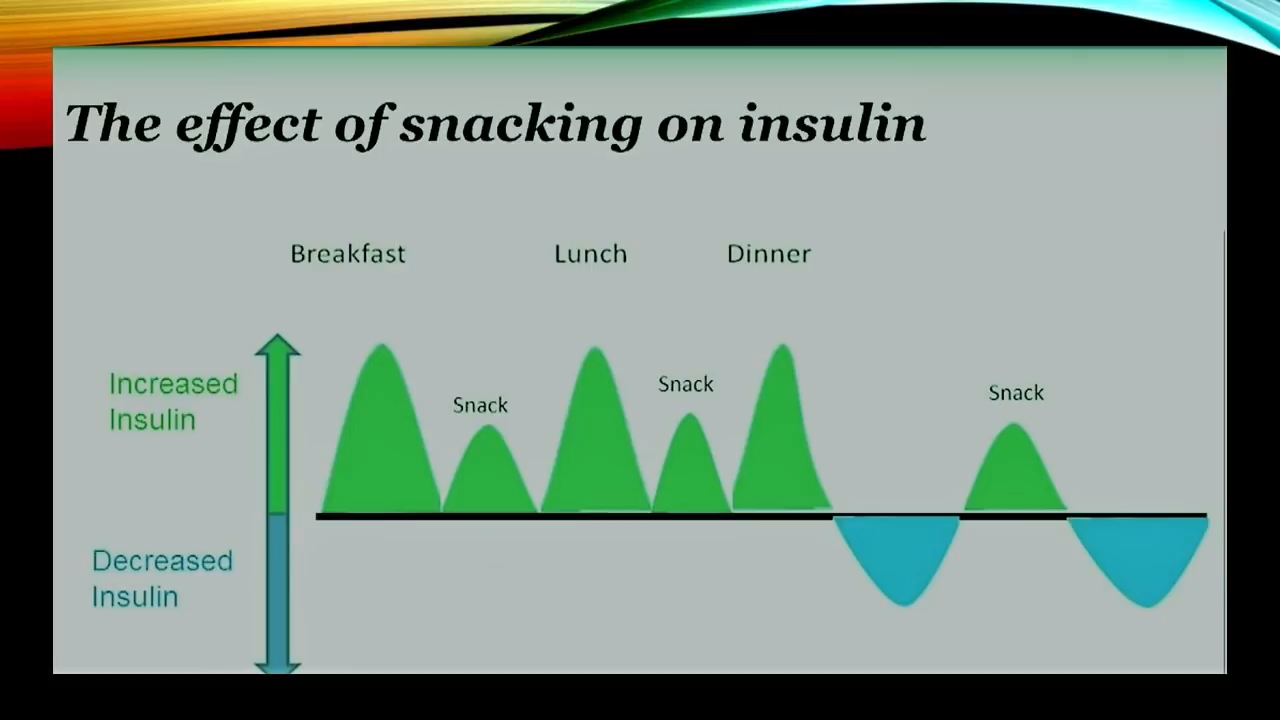 The effect of snacking on insulin
Breakfast
Lunch
Dinner
Increased
Insulin
Snack
Snack
Snack
Decreased
Insulin